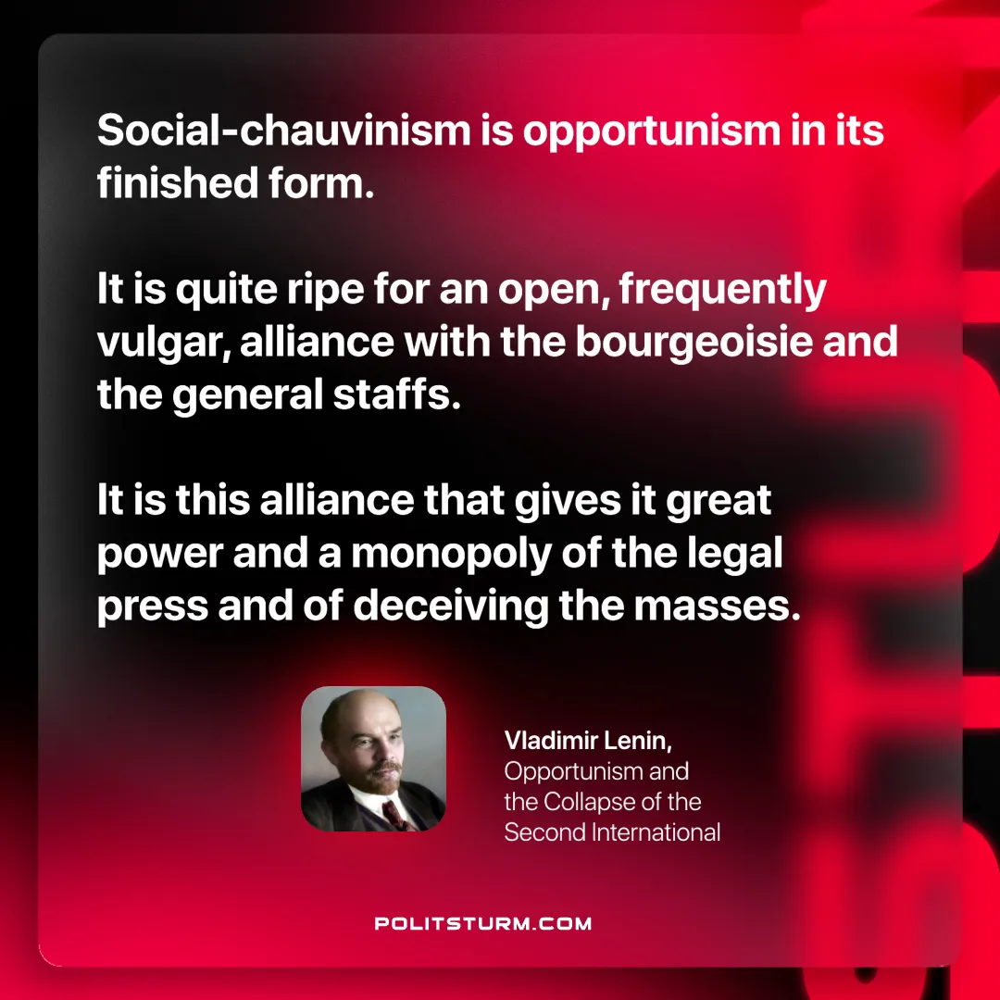 Social-chauvinism is opportunism in its
finished form.
It is quite ripe for an open, frequently
vulgar, alliance with the bourgeoisie and
the general staffs.
It is this alliance that gives it great
power and a monopoly of the legal
press and of deceiving the masses.
Vladimir Lenin,
Opportunism and
the Collapse of the
Second International
POLITSTURM.COM